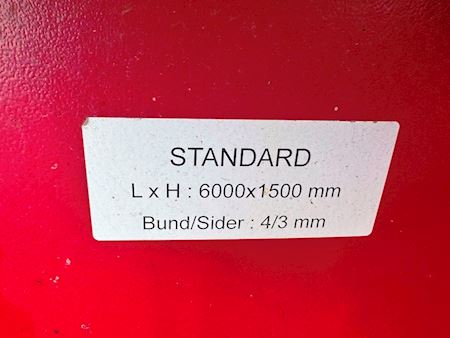 STANDARD
L x H : 6000x1500 mm
Bund/Sider : 4/3 mm